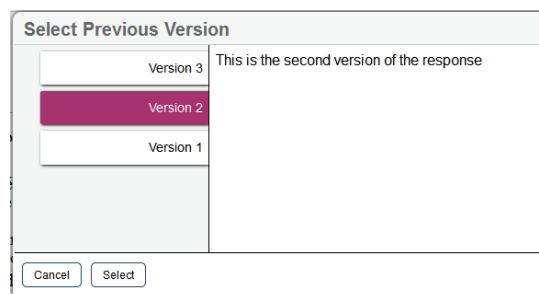 Select Previous Version
Version 3
This is the second version of the response
Version 2
Version 1
Cancel
Select